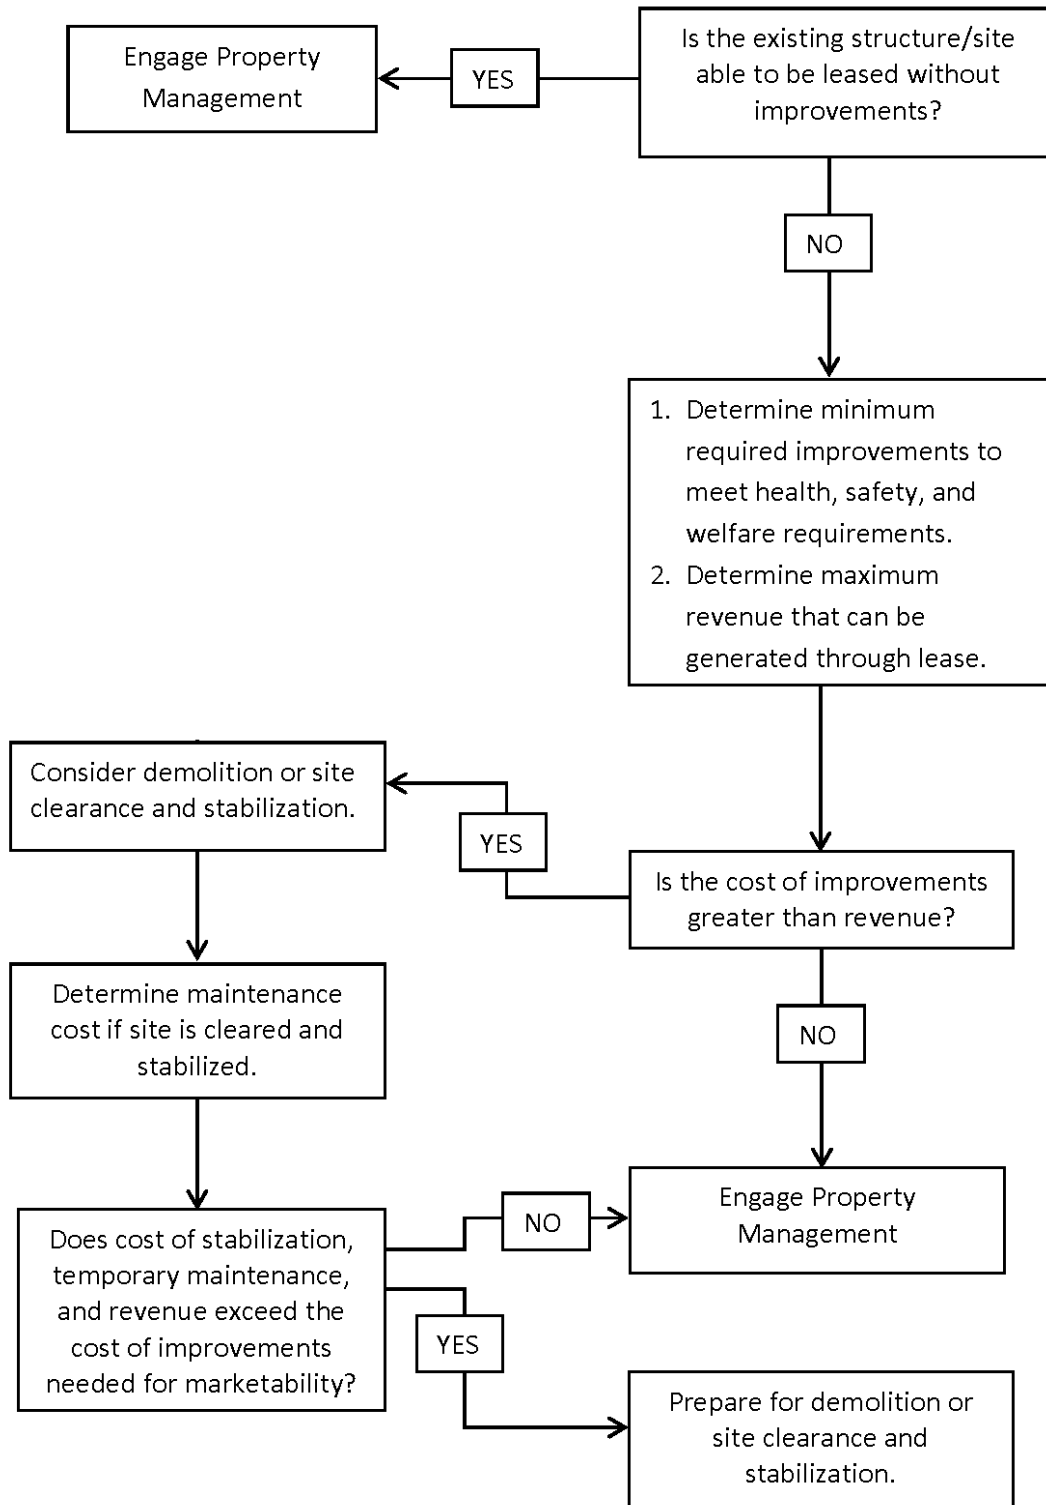 Is the existing structure/site
able to be leased without
improvements?
YES
Engage Property
Management
NO
1. Determine minimum
required improvements to
meet health, safety, and
welfare requirements.
2. Determine maximum
revenue that can be
generated through lease.
Is the cost of improvements
greater than revenue?
YES
Consider demolition or site
clearance and stabilization.
NO
Determine maintenance
cost if site is cleared and
stabilized.
Engage Property
Management
Does cost of stabilization,
temporary maintenance,
and revenue exceed the
cost of improvements
needed for marketability?
NO
YES
Prepare for demolition or
site clearance and
stabilization.